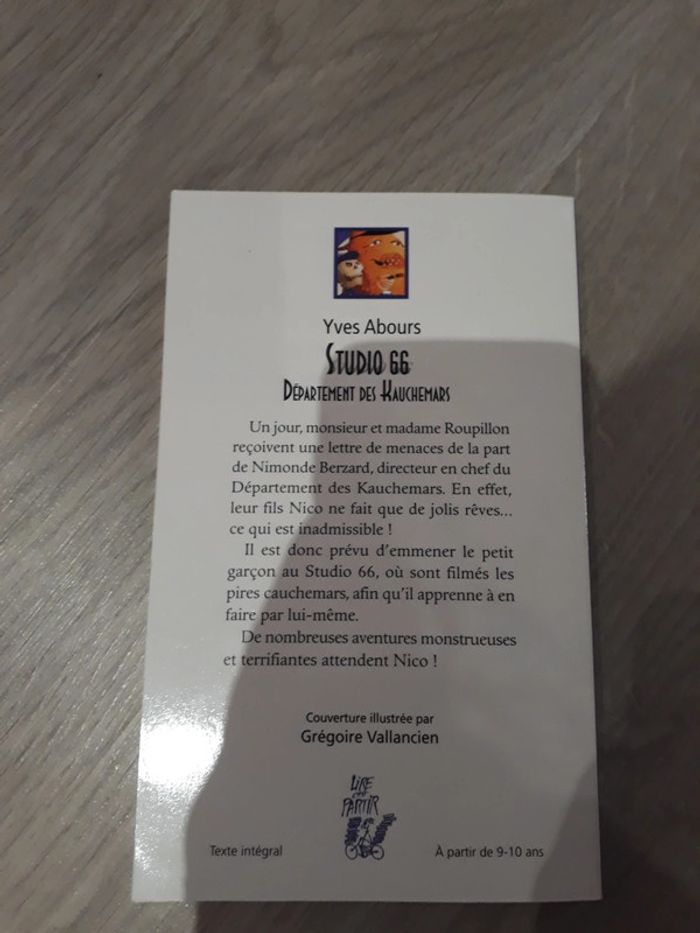 Yves Abours
STUDIO 66
DÉPARTEMENT DES KAUCHEMARS
Un jour, monsieur et madame Roupillon
reçoivent une lettre de menaces de la part
de Nimonde Berzard, directeur en chef du
Département des Kauchemars. En effet,
leur fils Nico ne fait que de jolis rêves...
ce qui est inadmissible !
Il est donc prévu d'emmener le petit
garçon au Studio 66, où sont filmés les
pires cauchemars, afin qu'il apprenne à en
faire par lui-même.
De nombreuses aventures monstrueuses
et terrifiantes attendent Nico !
Couverture illustrée par
Grégoire Vallancien
LIRE
C'EST
PARTIR
Texte intégral
À partir de 9-10 ans